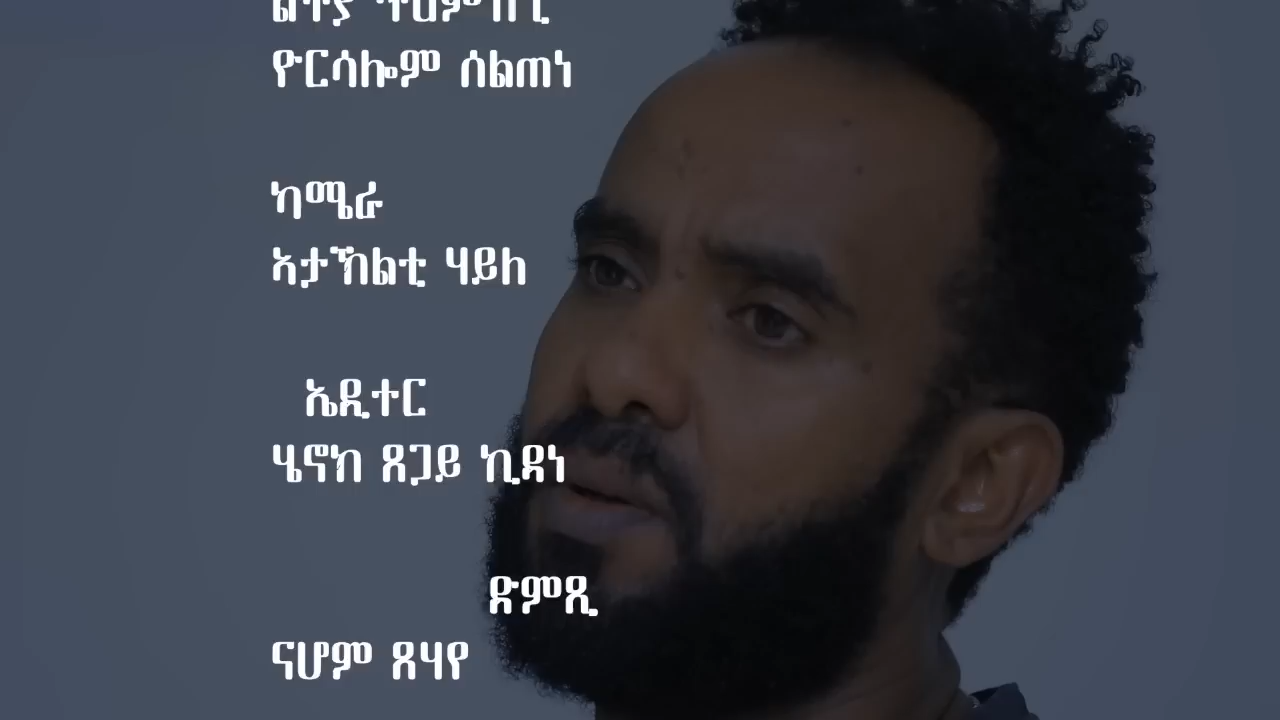 ዮርሳሎም ሰልጠነ
ካሜራ
ኣታኽልቲ ሃይለ
ኤዲተር
ሄኖክ ጸጋይ ኪዳነ
ድምጺ
ናሆም ጸሃየ